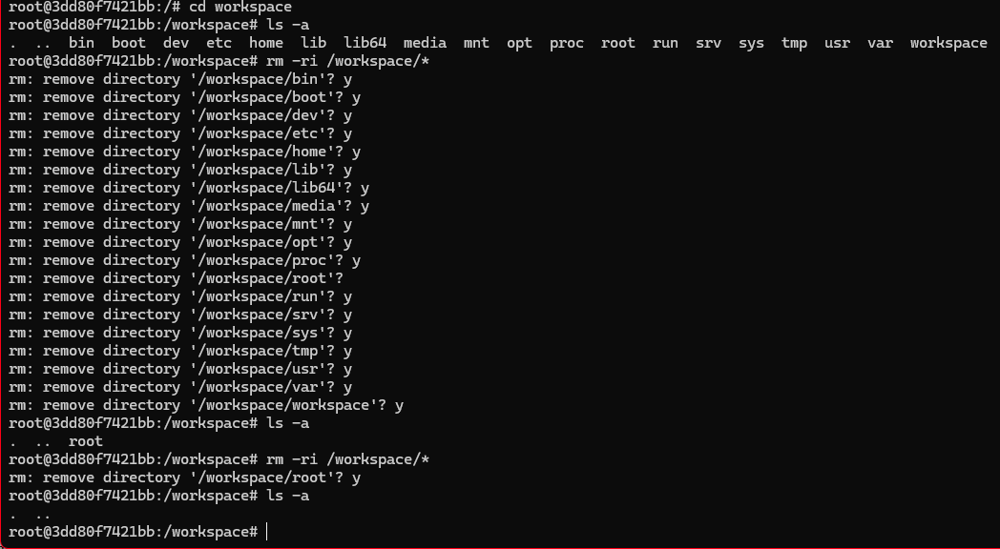 root@3dd80f7421bb:/# cd workspace
root@3dd80f7421bb:/workspace# ls -a
.  ..  bin  boot  dev  etc  home  lib  lib64  media  mnt  opt  proc  root  run  srv  sys  tmp  usr  var  workspace
root@3dd80f7421bb:/workspace# rm -ri /workspace/*
rm: remove directory '/workspace/bin'? y
rm: remove directory '/workspace/boot'? y
rm: remove directory '/workspace/dev'? y
rm: remove directory '/workspace/etc'? y
rm: remove directory '/workspace/home'? y
rm: remove directory '/workspace/lib'? y
rm: remove directory '/workspace/lib64'? y
rm: remove directory '/workspace/media'? y
rm: remove directory '/workspace/mnt'? y
rm: remove directory '/workspace/opt'? y
rm: remove directory '/workspace/proc'? y
rm: remove directory '/workspace/root'?
rm: remove directory '/workspace/run'? y
rm: remove directory '/workspace/srv'? y
rm: remove directory '/workspace/sys'? y
rm: remove directory '/workspace/tmp'? y
rm: remove directory '/workspace/usr'? y
rm: remove directory '/workspace/var'? y
rm: remove directory '/workspace/workspace'? y
root@3dd80f7421bb:/workspace# ls -a
.  ..  root
root@3dd80f7421bb:/workspace# rm -ri /workspace/*
rm: remove directory '/workspace/root'? y
root@3dd80f7421bb:/workspace# ls -a
.  ..
root@3dd80f7421bb:/workspace#